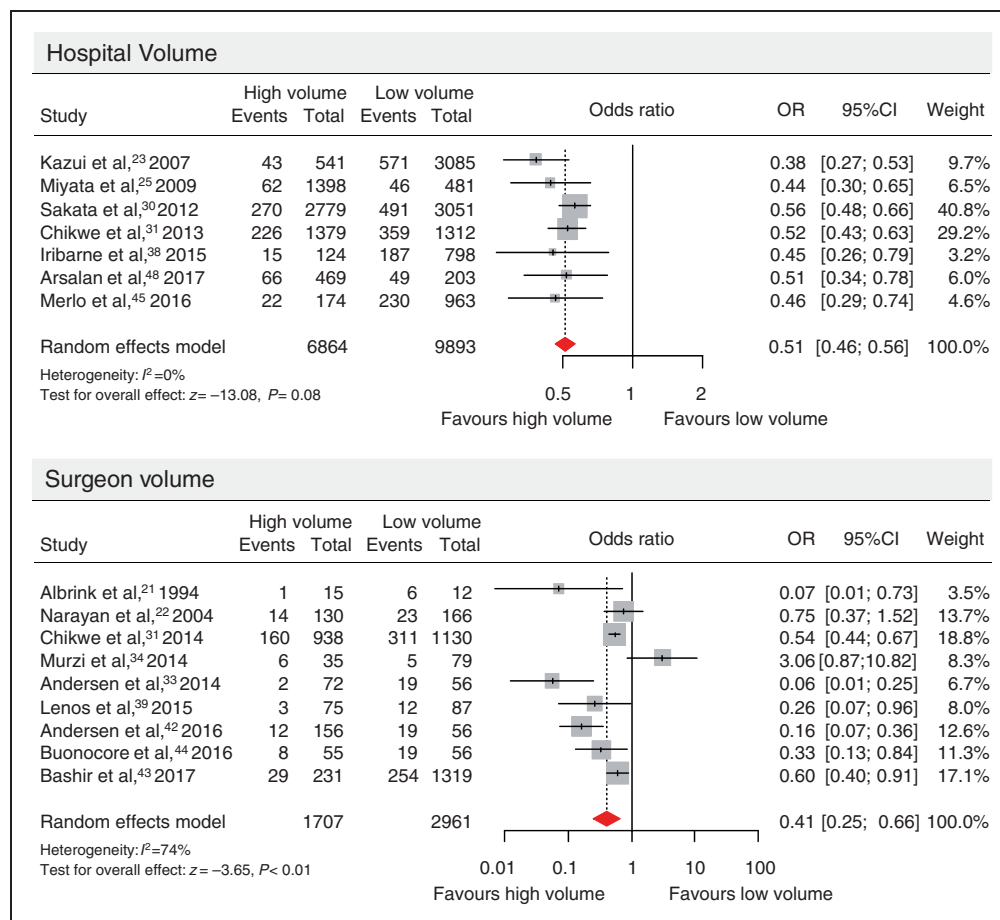 Hospital Volume
High volume Low volume
Study Events Total Events Total Odds ratio OR 95%CI Weight
Kazui et al,23 2007 43 541 571 3085 0.38 [0.27; 0.53] 9.7%
Miyata et al,25 2009 62 1398 46 481 0.44 [0.30; 0.65] 6.5%
Sakata et al,30 2012 270 2779 491 3051 0.56 [0.48; 0.66] 40.8%
Chikwe et al,31 2013 226 1379 359 1312 0.52 [0.43; 0.63] 29.2%
Iribarne et al,38 2015 15 124 187 798 0.45 [0.26; 0.79] 3.2%
Arsalan et al,48 2017 66 469 49 203 0.51 [0.34; 0.78] 6.0%
Merlo et al,45 2016 22 174 230 963 0.46 [0.29; 0.74] 4.6%
Random effects model 6864 9893 0.51 [0.46; 0.56] 100.0%
Heterogeneity: I²=0%
Test for overall effect: z= −13.08, P= 0.08
0.5 1 2
Favours high volume Favours low volume
Surgeon volume
High volume Low volume
Study Events Total Events Total Odds ratio OR 95%CI Weight
Albrink et al,21 1994 1 15 6 12 0.07 [0.01; 0.73] 3.5%
Narayan et al,22 2004 14 130 23 166 0.75 [0.37; 1.52] 13.7%
Chikwe et al,31 2014 160 938 311 1130 0.54 [0.44; 0.67] 18.8%
Murzi et al,34 2014 6 35 5 79 3.06 [0.87;10.82] 8.3%
Andersen et al,33 2014 2 72 19 56 0.06 [0.01; 0.25] 6.7%
Lenos et al,39 2015 3 75 12 87 0.26 [0.07; 0.96] 8.0%
Andersen et al,42 2016 12 156 19 56 0.16 [0.07; 0.36] 12.6%
Buonocore et al,44 2016 8 55 19 56 0.33 [0.13; 0.84] 11.3%
Bashir et al,43 2017 29 231 254 1319 0.60 [0.40; 0.91] 17.1%
Random effects model 1707 2961 0.41 [0.25; 0.66] 100.0%
Heterogeneity: I²=74%
Test for overall effect: z= −3.65, P< 0.01
0.01 0.1 1 10 100
Favours high volume Favours low volume